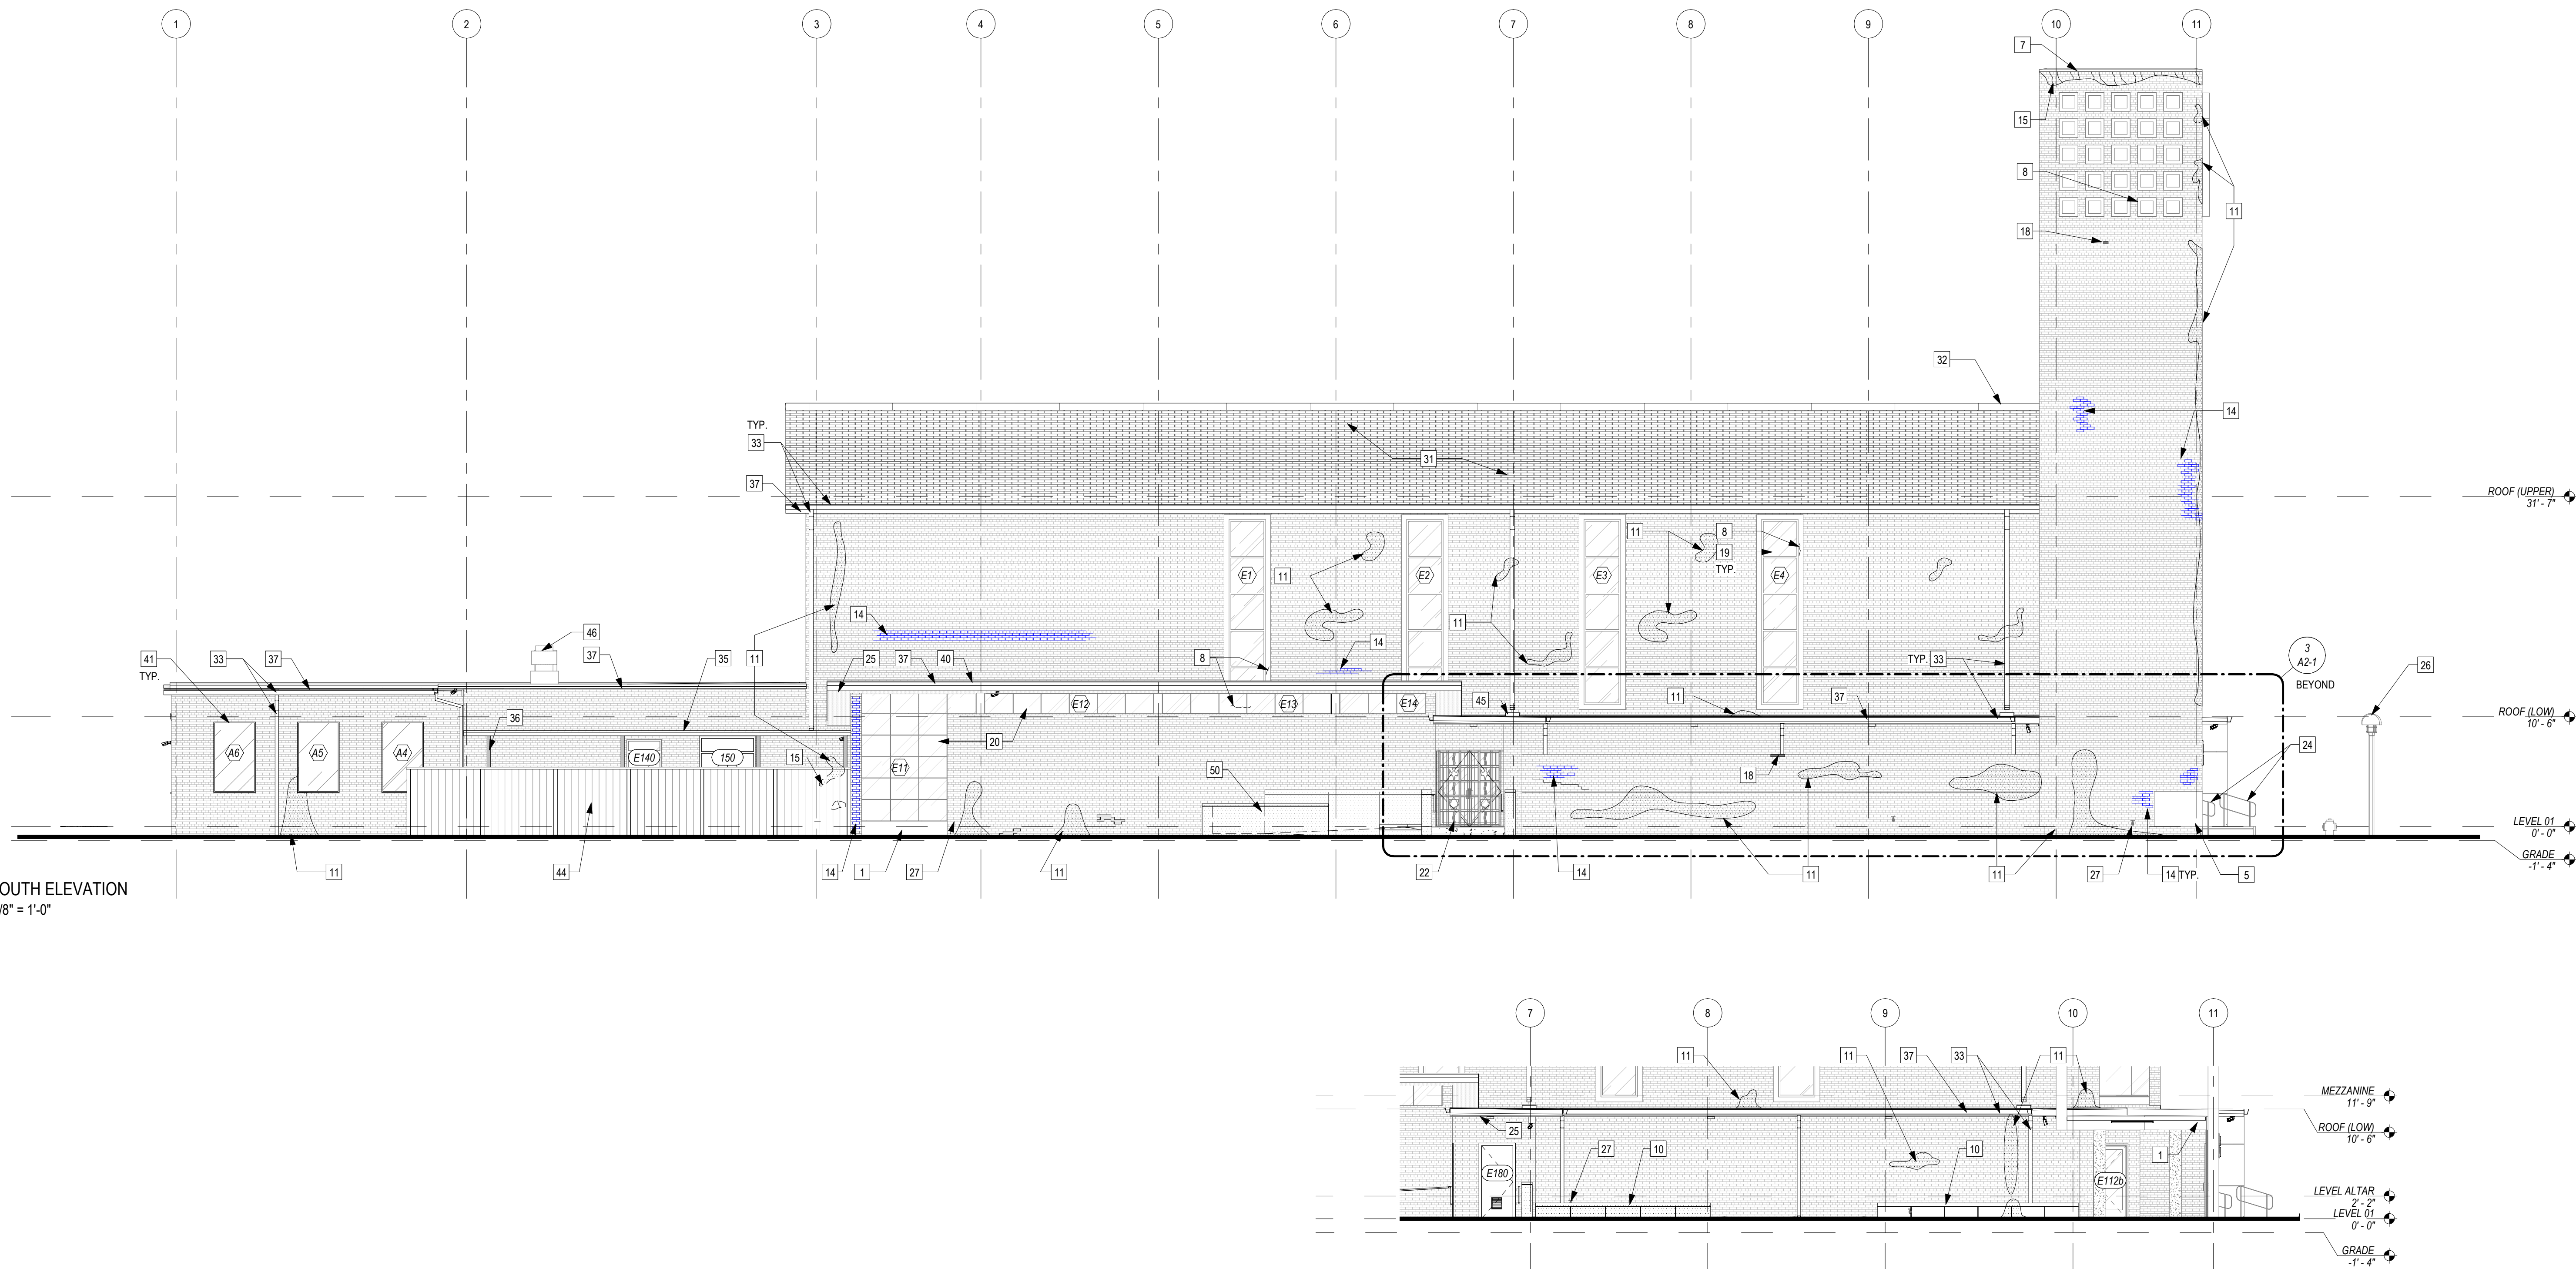 1 2 3 4 5 6 7 8 9 10 11
7
15
8
11
18
32
14
TYP.
33
31
37
ROOF (UPPER)
31' - 7"
11 8
19
TYP.
E1 E2 E3 E4
11
14
11
14
46
41 33 37 37 35 11 25 37 40 8
TYP.
TYP. 33
3
A2-1
BEYOND
26
45 11 37
E12 E13 E14
36
ROOF (LOW)
10' - 6"
20
24
A6 A5 A4 E140 150
15
E11
50
18
LEVEL 01
0' - 0"
GRADE
-1' - 4"
11 44 14 1 27 11 22 14 11 11 27 14 TYP. 5
OUTH ELEVATION
/8" = 1'-0"
7 8 9 10 11
11 11 37 33 11
MEZZANINE
11' - 9"
25
ROOF (LOW)
10' - 6"
27 10 10 1
E180 E112b
LEVEL ALTAR
2' - 2"
LEVEL 01
0' - 0"
GRADE
-1' - 4"